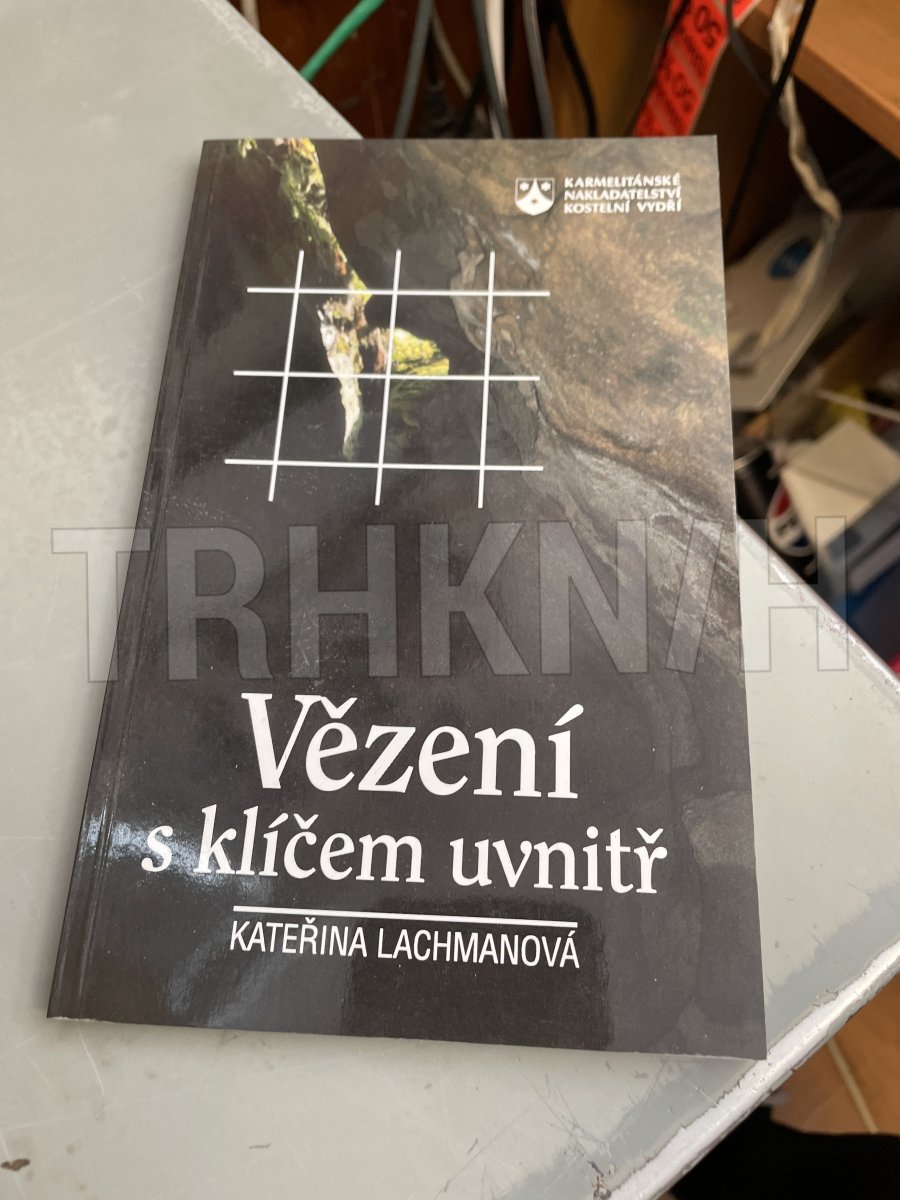 KARMELITÁNSKÉ
NAKLADATELSTVÍ
KOSTELNÍ VYDŘÍ
TRHKNIH
Vězení
s klíčem uvnitř
KATEŘINA LACHMANOVÁ